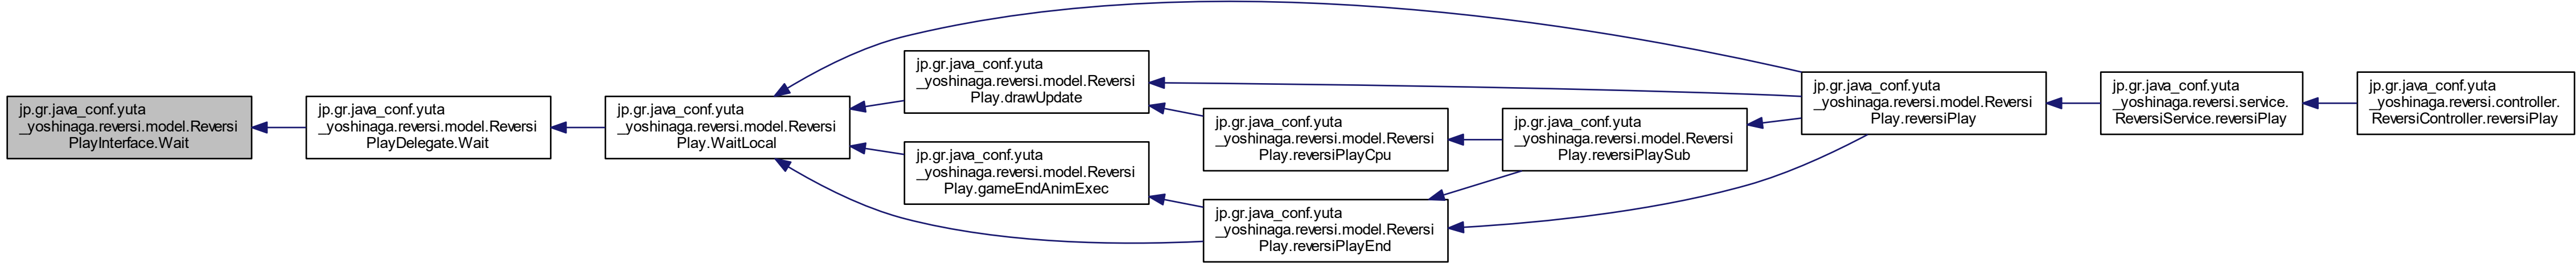 jp.gr.java_conf.yuta
_yoshinaga.reversi.model.Reversi
PlayInterface.Wait
jp.gr.java_conf.yuta
_yoshinaga.reversi.model.Reversi
PlayDelegate.Wait
jp.gr.java_conf.yuta
_yoshinaga.reversi.model.Reversi
Play.WaitLocal
jp.gr.java_conf.yuta
_yoshinaga.reversi.model.Reversi
Play.drawUpdate
jp.gr.java_conf.yuta
_yoshinaga.reversi.model.Reversi
Play.gameEndAnimExec
jp.gr.java_conf.yuta
_yoshinaga.reversi.model.Reversi
Play.reversiPlayCpu
jp.gr.java_conf.yuta
_yoshinaga.reversi.model.Reversi
Play.reversiPlayEnd
jp.gr.java_conf.yuta
_yoshinaga.reversi.model.Reversi
Play.reversiPlaySub
jp.gr.java_conf.yuta
_yoshinaga.reversi.model.Reversi
Play.reversiPlay
jp.gr.java_conf.yuta
_yoshinaga.reversi.service.
ReversiService.reversiPlay
jp.gr.java_conf.yuta
_yoshinaga.reversi.controller.
ReversiController.reversiPlay